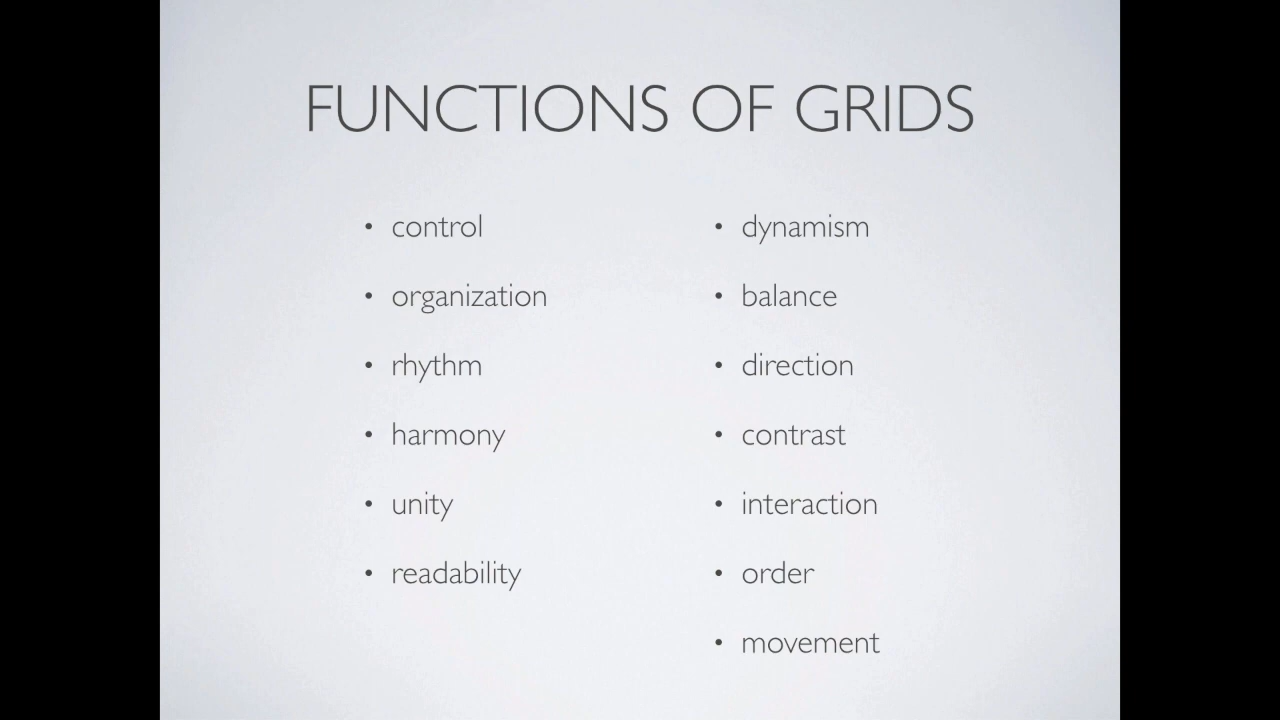 FUNCTIONS OF GRIDS
• control
• organization
• rhythm
• harmony
• unity
• readability
• dynamism
• balance
• direction
• contrast
• interaction
• order
• movement